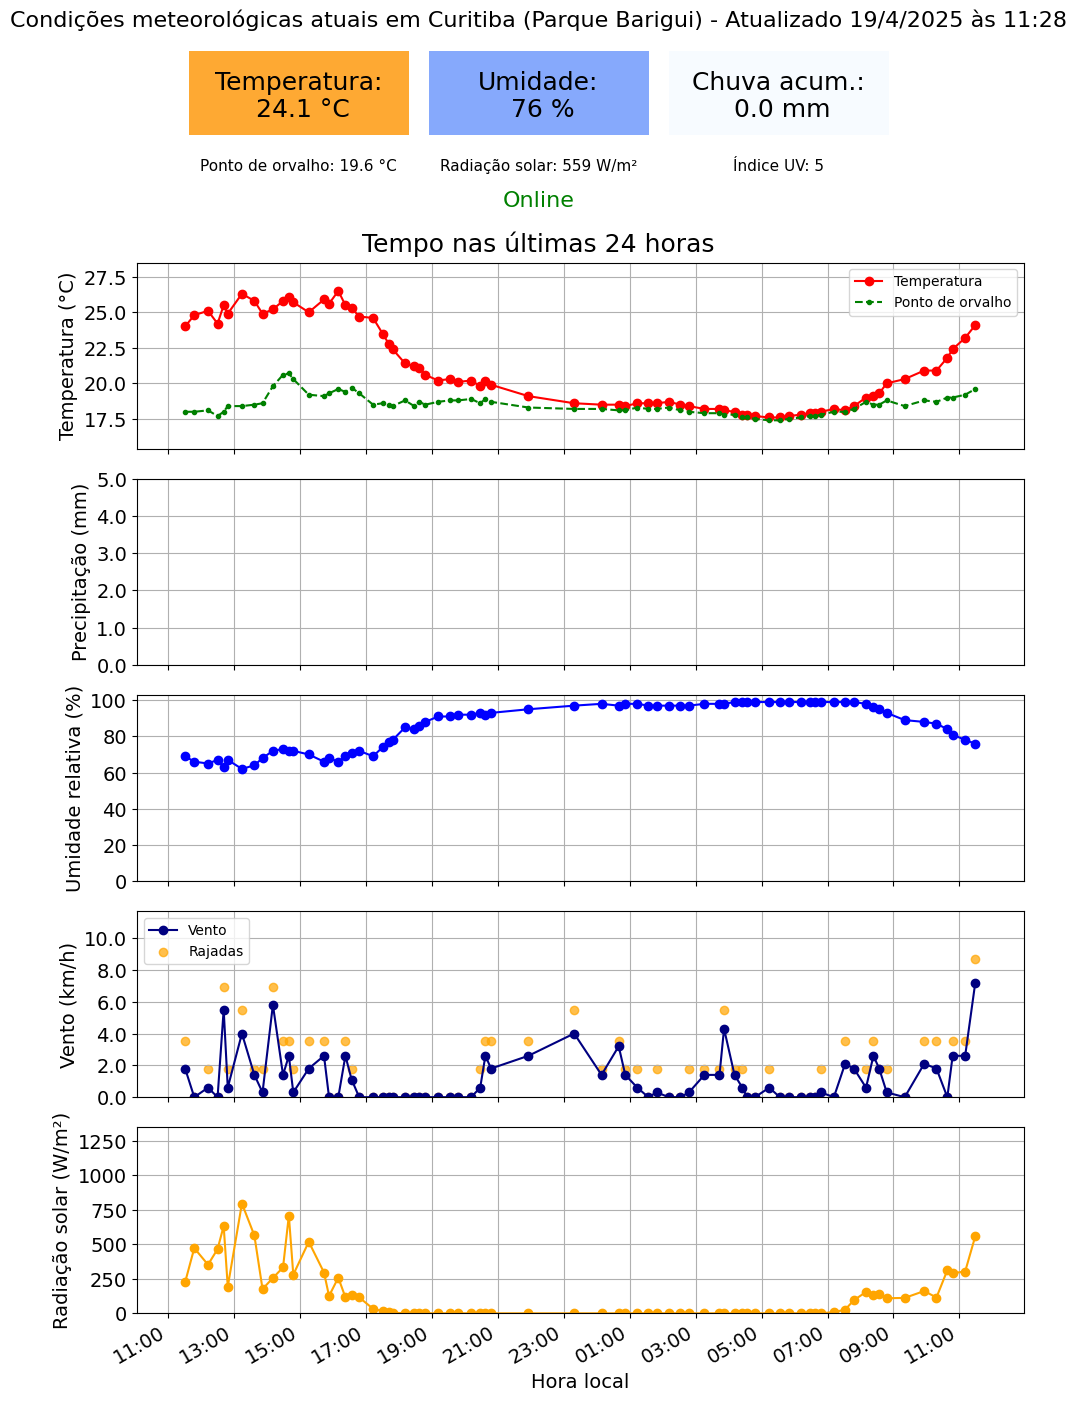 Condições meteorológicas atuais em Curitiba (Parque Barigui) - Atualizado 19/4/2025 às 11:28
Temperatura:
24.1 °C
Umidade:
76 %
Chuva acum.:
0.0 mm
Ponto de orvalho: 19.6 °C
Radiação solar: 559 W/m²
Índice UV: 5
Online
Tempo nas últimas 24 horas
Temperatura (°C)
27.5
25.0
22.5
20.0
17.5
Temperatura
Ponto de orvalho
Precipitação (mm)
5.0
4.0
3.0
2.0
1.0
0.0
Umidade relativa (%)
100
80
60
40
20
0
Vento (km/h)
10.0
8.0
6.0
4.0
2.0
0.0
Vento
Rajadas
Radiação solar (W/m²)
1250
1000
750
500
250
0
11:00
13:00
15:00
17:00
19:00
21:00
23:00
01:00
03:00
05:00
07:00
09:00
11:00
Hora local